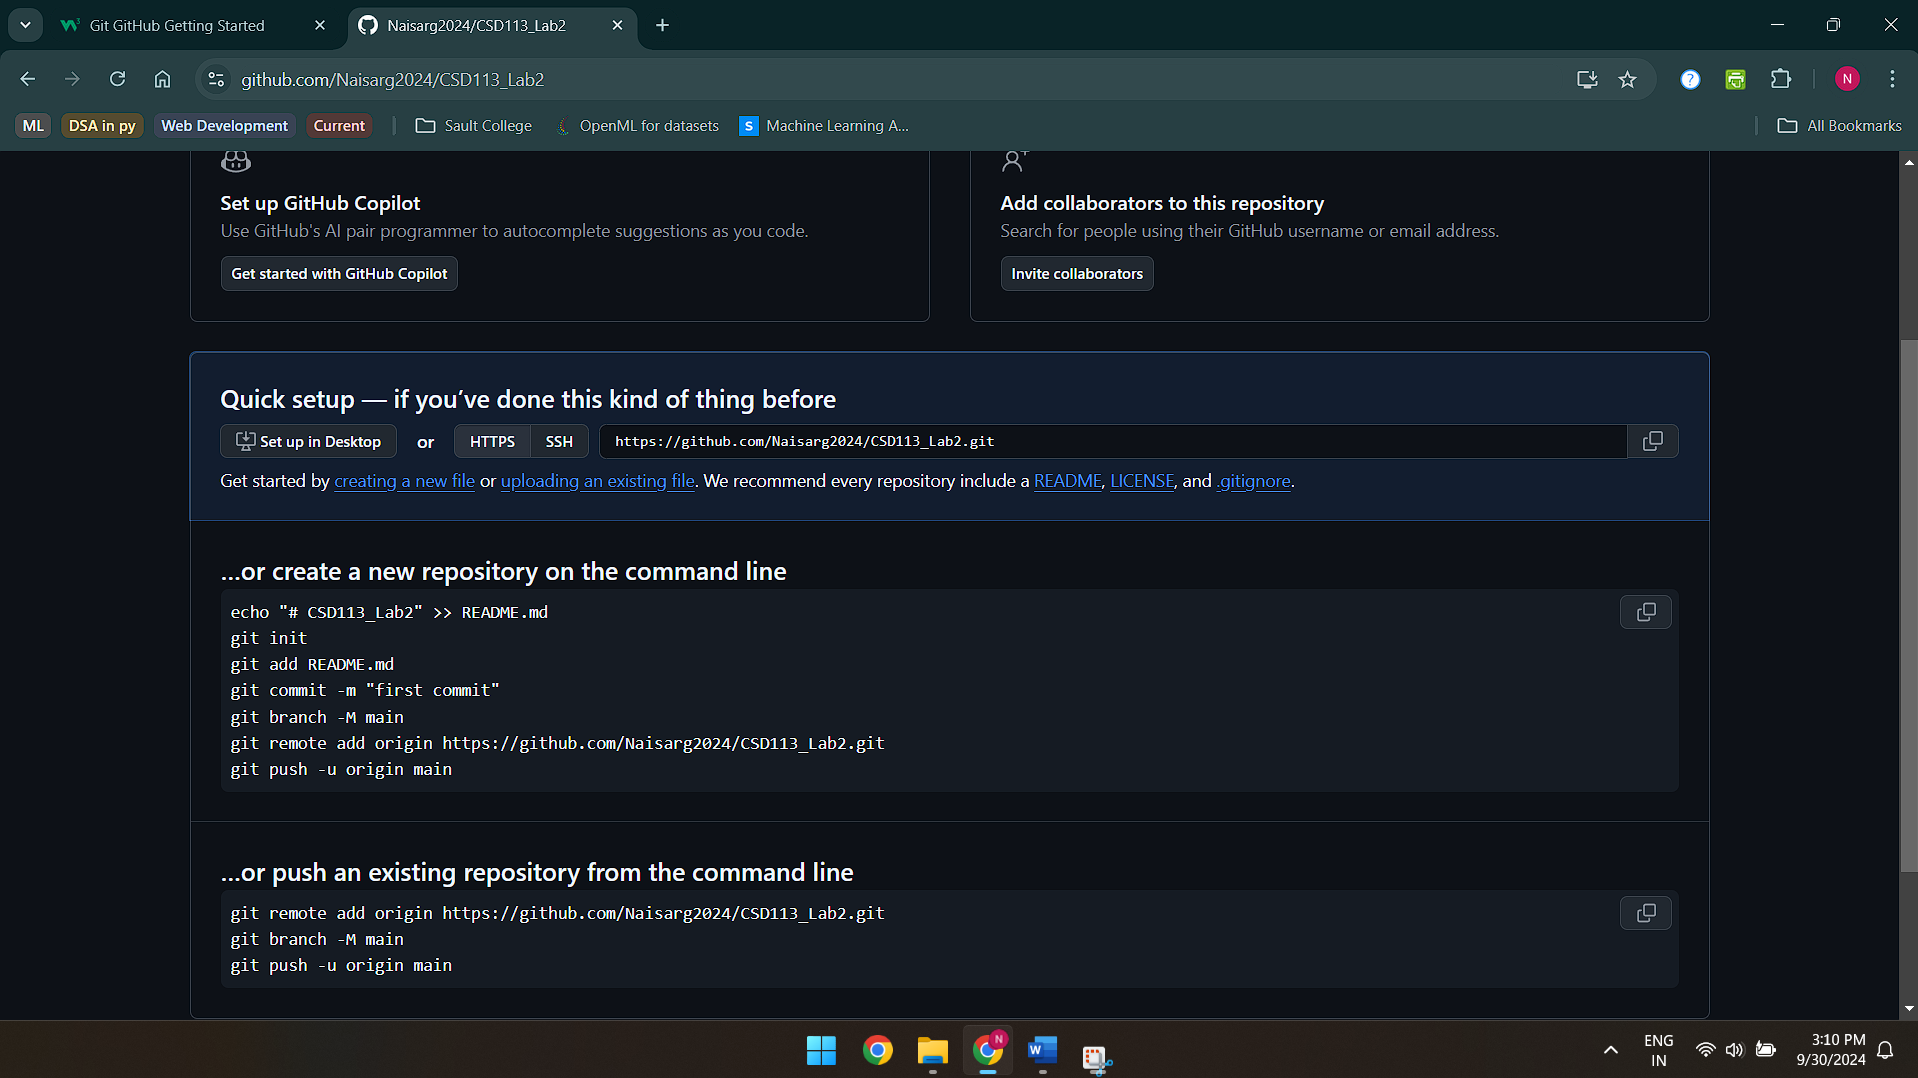 Git GitHub Getting Started
Naisarg2024/CSD113_Lab2
github.com/Naisarg2024/CSD113_Lab2
N
ML
DSA in py
Web Development
Current
Sault College
OpenML for datasets
S
Machine Learning A...
All Bookmarks
Set up GitHub Copilot
Use GitHub's AI pair programmer to autocomplete suggestions as you code.
Get started with GitHub Copilot
Add collaborators to this repository
Search for people using their GitHub username or email address.
Invite collaborators
Quick setup — if you’ve done this kind of thing before
Set up in Desktop or HTTPS SSH https://github.com/Naisarg2024/CSD113_Lab2.git
Get started by creating a new file or uploading an existing file. We recommend every repository include a README, LICENSE, and .gitignore.
…or create a new repository on the command line
echo "# CSD113_Lab2" >> README.md
git init
git add README.md
git commit -m "first commit"
git branch -M main
git remote add origin https://github.com/Naisarg2024/CSD113_Lab2.git
git push -u origin main
…or push an existing repository from the command line
git remote add origin https://github.com/Naisarg2024/CSD113_Lab2.git
git branch -M main
git push -u origin main
N
W
ENG
IN
3:10 PM
9/30/2024